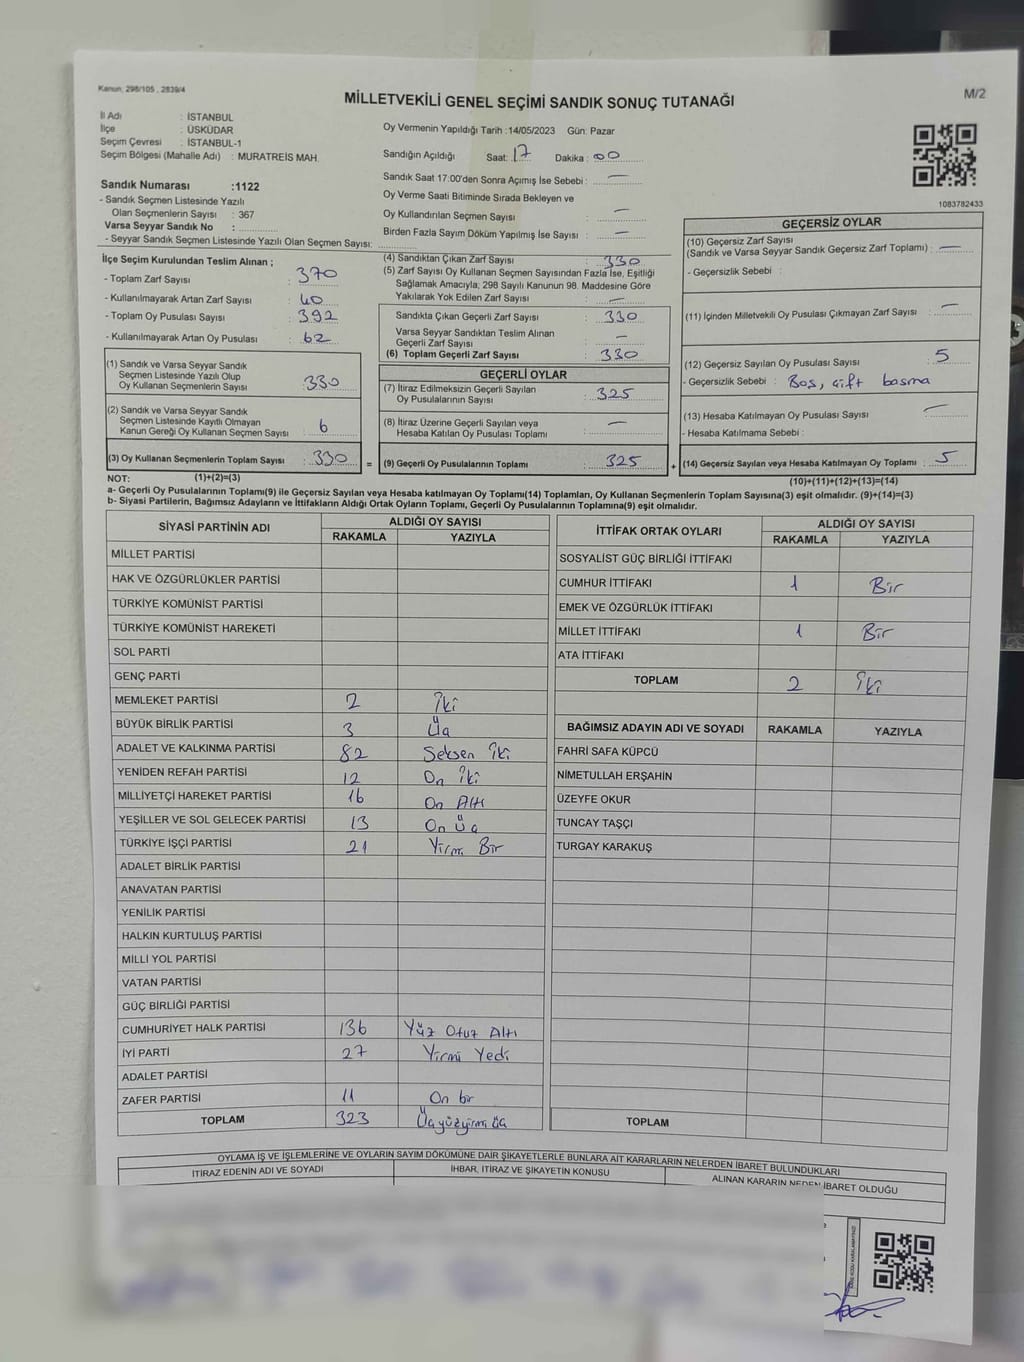 Kanun, 298/105 , 2839/4
MİLLETVEKİLİ GENEL SEÇİMİ SANDIK SONUÇ TUTANAĞI
M/2
İl Adı : İSTANBUL
İlçe : ÜSKÜDAR
Seçim Çevresi : İSTANBUL-1
Seçim Bölgesi (Mahalle Adı) : MURATREİS MAH.
Oy Vermenin Yapıldığı Tarih :14/05/2023 Gün: Pazar
Sandığın Açıldığı Saat: 17 Dakika : 00
Sandık Saat 17:00'den Sonra Açımış İse Sebebi : —
Oy Verme Saati Bitiminde Sırada Bekleyen ve
Oy Kullandırılan Seçmen Sayısı : —
Birden Fazla Sayım Döküm Yapılmış İse Sayısı : —
1083782433
Sandık Numarası :1122
- Sandık Seçmen Listesinde Yazılı
Olan Seçmenlerin Sayısı : 367
Varsa Seyyar Sandık No :
- Seyyar Sandık Seçmen Listesinde Yazılı Olan Seçmen Sayısı:
İlçe Seçim Kurulundan Teslim Alınan ;
- Toplam Zarf Sayısı : 370
- Kullanılmayarak Artan Zarf Sayısı : 40
- Toplam Oy Pusulası Sayısı : 392
- Kullanılmayarak Artan Oy Pusulası : 62
(1) Sandık ve Varsa Seyyar Sandık
Seçmen Listesinde Yazılı Olup
Oy Kullanan Seçmenlerin Sayısı : 330
(2) Sandık ve Varsa Seyyar Sandık
Seçmen Listesinde Kayıtlı Olmayan
Kanun Gereği Oy Kullanan Seçmen Sayısı : 6
(3) Oy Kullanan Seçmenlerin Toplam Sayısı : 330
(4) Sandıktan Çıkan Zarf Sayısı : 330
(5) Zarf Sayısı Oy Kullanan Seçmen Sayısından Fazla İse, Eşitliği
Sağlamak Amacıyla; 298 Sayılı Kanunun 98. Maddesine Göre
Yakılarak Yok Edilen Zarf Sayısı : —
Sandıkta Çıkan Geçerli Zarf Sayısı : 330
Varsa Seyyar Sandıktan Teslim Alınan
Geçerli Zarf Sayısı : —
(6) Toplam Geçerli Zarf Sayısı : 330
GEÇERLİ OYLAR
(7) İtiraz Edilmeksizin Geçerli Sayılan
Oy Pusulalarının Sayısı : 325
(8) İtiraz Üzerine Geçerli Sayılan veya
Hesaba Katılan Oy Pusulası Toplamı : —
= (9) Geçerli Oy Pusulalarının Toplamı : 325
GEÇERSİZ OYLAR
(10) Geçersiz Zarf Sayısı
(Sandık ve Varsa Seyyar Sandık Geçersiz Zarf Toplamı) : —
- Geçersizlik Sebebi :
(11) İçinden Milletvekili Oy Pusulası Çıkmayan Zarf Sayısı : —
(12) Geçersiz Sayılan Oy Pusulası Sayısı : 5
- Geçersizlik Sebebi : Boş, çift basma
(13) Hesaba Katılmayan Oy Pusulası Sayısı : —
- Hesaba Katılmama Sebebi :
+ (14) Geçersiz Sayılan veya Hesaba Katılmayan Oy Toplamı : 5
NOT: (1)+(2)=(3)
(10)+(11)+(12)+(13)=(14)
a- Geçerli Oy Pusulalarının Toplamı(9) ile Geçersiz Sayılan veya Hesaba katılmayan Oy Toplamı(14) Toplamları, Oy Kullanan Seçmenlerin Toplam Sayısına(3) eşit olmalıdır. (9)+(14)=(3)
b- Siyasi Partilerin, Bağımsız Adayların ve İttifakların Aldığı Ortak Oyların Toplamı, Geçerli Oy Pusulalarının Toplamına(9) eşit olmalıdır.
SİYASİ PARTİNİN ADI ALDIĞI OY SAYISI
RAKAMLA YAZIYLA
MİLLET PARTİSİ
HAK VE ÖZGÜRLÜKLER PARTİSİ
TÜRKİYE KOMÜNİST PARTİSİ
TÜRKİYE KOMÜNİST HAREKETİ
SOL PARTİ
GENÇ PARTİ
MEMLEKET PARTİSİ 2 İki
BÜYÜK BİRLİK PARTİSİ 3 Üç
ADALET VE KALKINMA PARTİSİ 82 Seksen İki
YENİDEN REFAH PARTİSİ 12 On İki
MİLLİYETÇİ HAREKET PARTİSİ 16 On Altı
YEŞİLLER VE SOL GELECEK PARTİSİ 13 On Üç
TÜRKİYE İŞÇİ PARTİSİ 21 Yirmi Bir
ADALET BİRLİK PARTİSİ
ANAVATAN PARTİSİ
YENİLİK PARTİSİ
HALKIN KURTULUŞ PARTİSİ
MİLLİ YOL PARTİSİ
VATAN PARTİSİ
GÜÇ BİRLİĞİ PARTİSİ
CUMHURİYET HALK PARTİSİ 136 Yüz Otuz Altı
İYİ PARTİ 27 Yirmi Yedi
ADALET PARTİSİ
ZAFER PARTİSİ 11 On bir
TOPLAM 323 Üçyüzyirmi üç
İTTİFAK ORTAK OYLARI ALDIĞI OY SAYISI
RAKAMLA YAZIYLA
SOSYALİST GÜÇ BİRLİĞİ İTTİFAKI
CUMHUR İTTİFAKI 1 Bir
EMEK VE ÖZGÜRLÜK İTTİFAKI
MİLLET İTTİFAKI 1 Bir
ATA İTTİFAKI
TOPLAM 2 İki
BAĞIMSIZ ADAYIN ADI VE SOYADI RAKAMLA YAZIYLA
FAHRİ SAFA KÜPCÜ
NİMETULLAH ERŞAHİN
ÜZEYFE OKUR
TUNCAY TAŞÇI
TURGAY KARAKUŞ
TOPLAM
OYLAMA İŞ VE İŞLEMLERİNE VE OYLARIN SAYIM DÖKÜMÜNE DAİR ŞİKAYETLERLE BUNLARA AİT KARARLARIN NELERDEN İBARET BULUNDUKLARI
İTİRAZ EDENİN ADI VE SOYADI İHBAR, İTİRAZ VE ŞİKAYETİN KONUSU ALINAN KARARIN NEDEN İBARET OLDUĞU